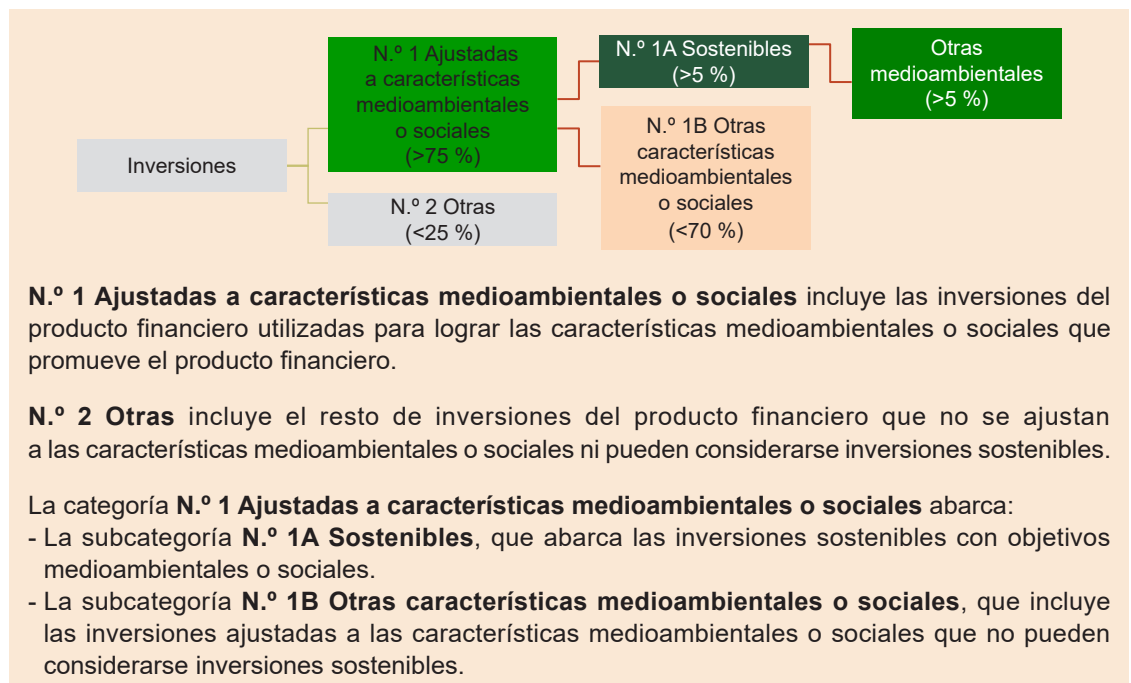 Inversiones
N.º 1 Ajustadas
a características
medioambientales
o sociales
(>75 %)
N.º 2 Otras
(<25 %)
N.º 1A Sostenibles
(>5 %)
N.º 1B Otras
características
medioambientales
o sociales
(<70 %)
Otras
medioambientales
(>5 %)
N.º 1 Ajustadas a características medioambientales o sociales incluye las inversiones del
producto financiero utilizadas para lograr las características medioambientales o sociales que
promueve el producto financiero.
N.º 2 Otras incluye el resto de inversiones del producto financiero que no se ajustan
a las características medioambientales o sociales ni pueden considerarse inversiones sostenibles.
La categoría N.º 1 Ajustadas a características medioambientales o sociales abarca:
- La subcategoría N.º 1A Sostenibles, que abarca las inversiones sostenibles con objetivos
medioambientales o sociales.
- La subcategoría N.º 1B Otras características medioambientales o sociales, que incluye
las inversiones ajustadas a las características medioambientales o sociales que no pueden
considerarse inversiones sostenibles.